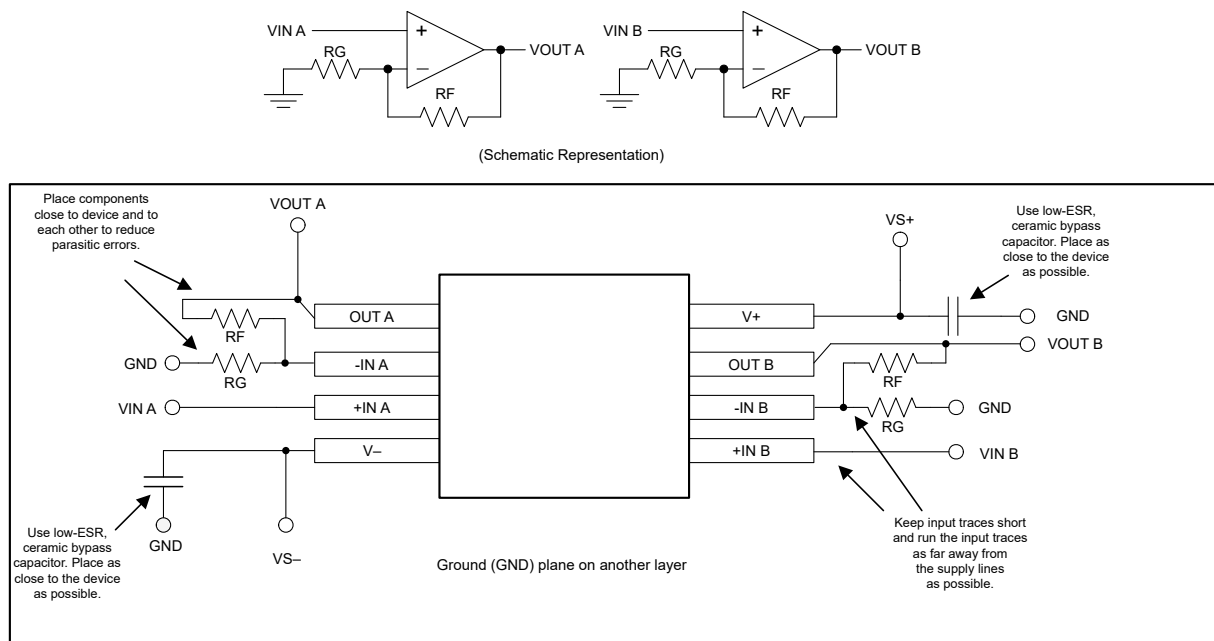 VIN A
+
RG
−
VOUT A
RF
VIN B
+
RG
−
VOUT B
RF
(Schematic Representation)
Place components
close to device and to
each other to reduce
parasitic errors.
VOUT A
VS+
Use low-ESR,
ceramic bypass
capacitor. Place as
close to the device
as possible.
OUT A
V+
GND
RF
VOUT B
GND
-IN A
OUT B
RG
RF
VIN A
+IN A
-IN B
GND
RG
V–
+IN B
VIN B
Use low-ESR,
ceramic bypass
capacitor. Place as
close to the device
as possible.
GND
VS–
Ground (GND) plane on another layer
Keep input traces short
and run the input traces
as far away from
the supply lines
as possible.